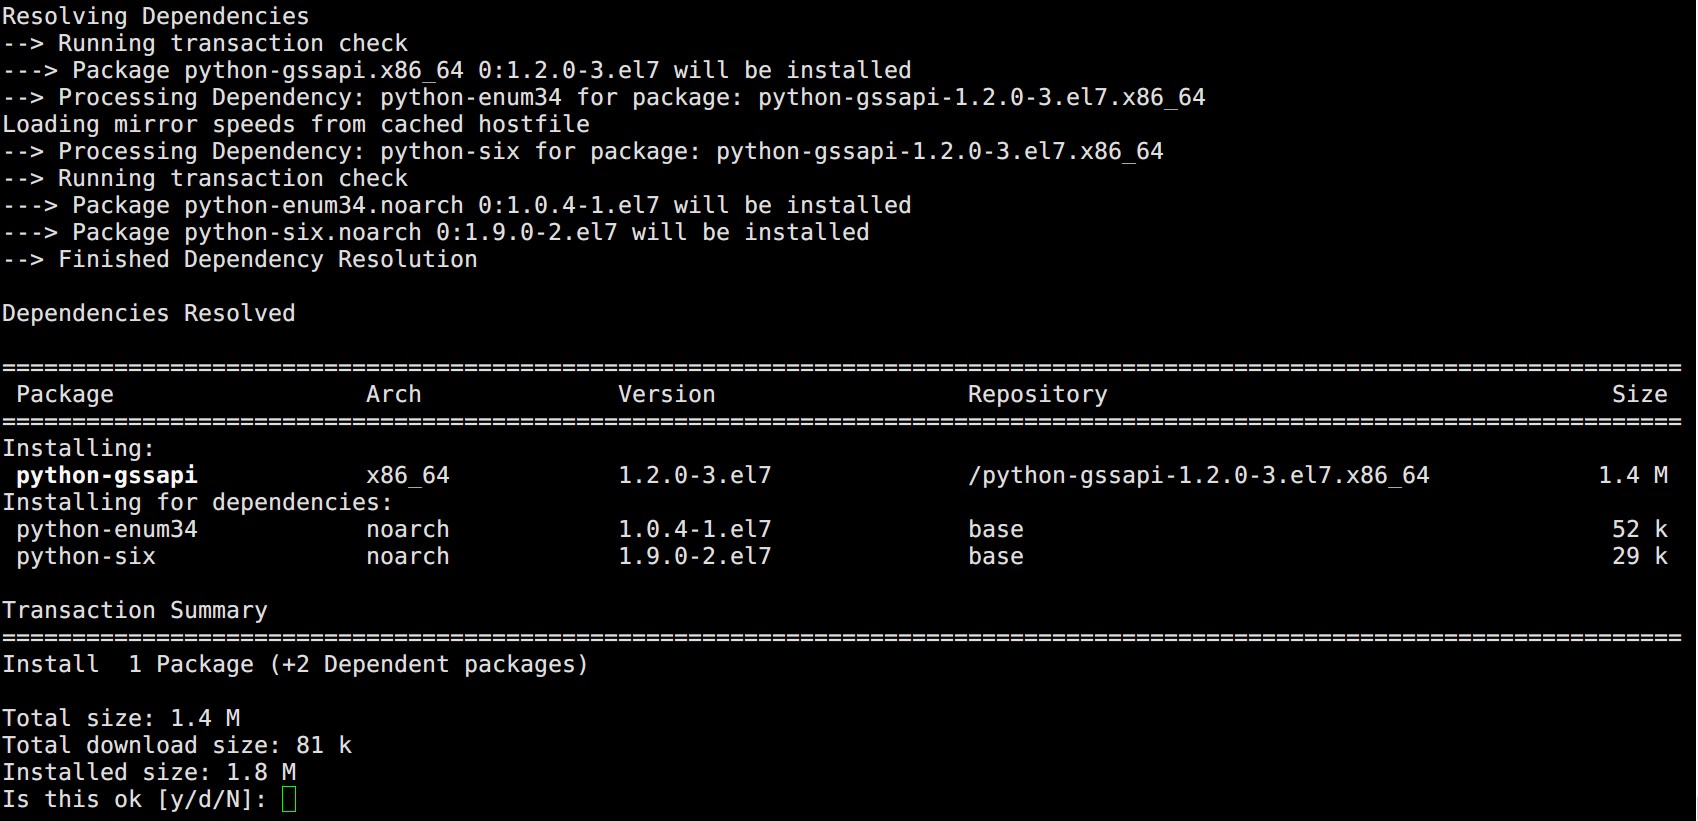 Resolving Dependencies
--> Running transaction check
---> Package python-gssapi.x86_64 0:1.2.0-3.el7 will be installed
--> Processing Dependency: python-enum34 for package: python-gssapi-1.2.0-3.el7.x86_64
Loading mirror speeds from cached hostfile
--> Processing Dependency: python-six for package: python-gssapi-1.2.0-3.el7.x86_64
--> Running transaction check
---> Package python-enum34.noarch 0:1.0.4-1.el7 will be installed
---> Package python-six.noarch 0:1.9.0-2.el7 will be installed
--> Finished Dependency Resolution

Dependencies Resolved

========================================================================================================================
 Package                  Arch              Version                  Repository                                    Size
========================================================================================================================
Installing:
 python-gssapi            x86_64            1.2.0-3.el7              /python-gssapi-1.2.0-3.el7.x86_64            1.4 M
Installing for dependencies:
 python-enum34            noarch            1.0.4-1.el7              base                                          52 k
 python-six               noarch            1.9.0-2.el7              base                                          29 k

Transaction Summary
========================================================================================================================
Install  1 Package (+2 Dependent packages)

Total size: 1.4 M
Total download size: 81 k
Installed size: 1.8 M
Is this ok [y/d/N]: